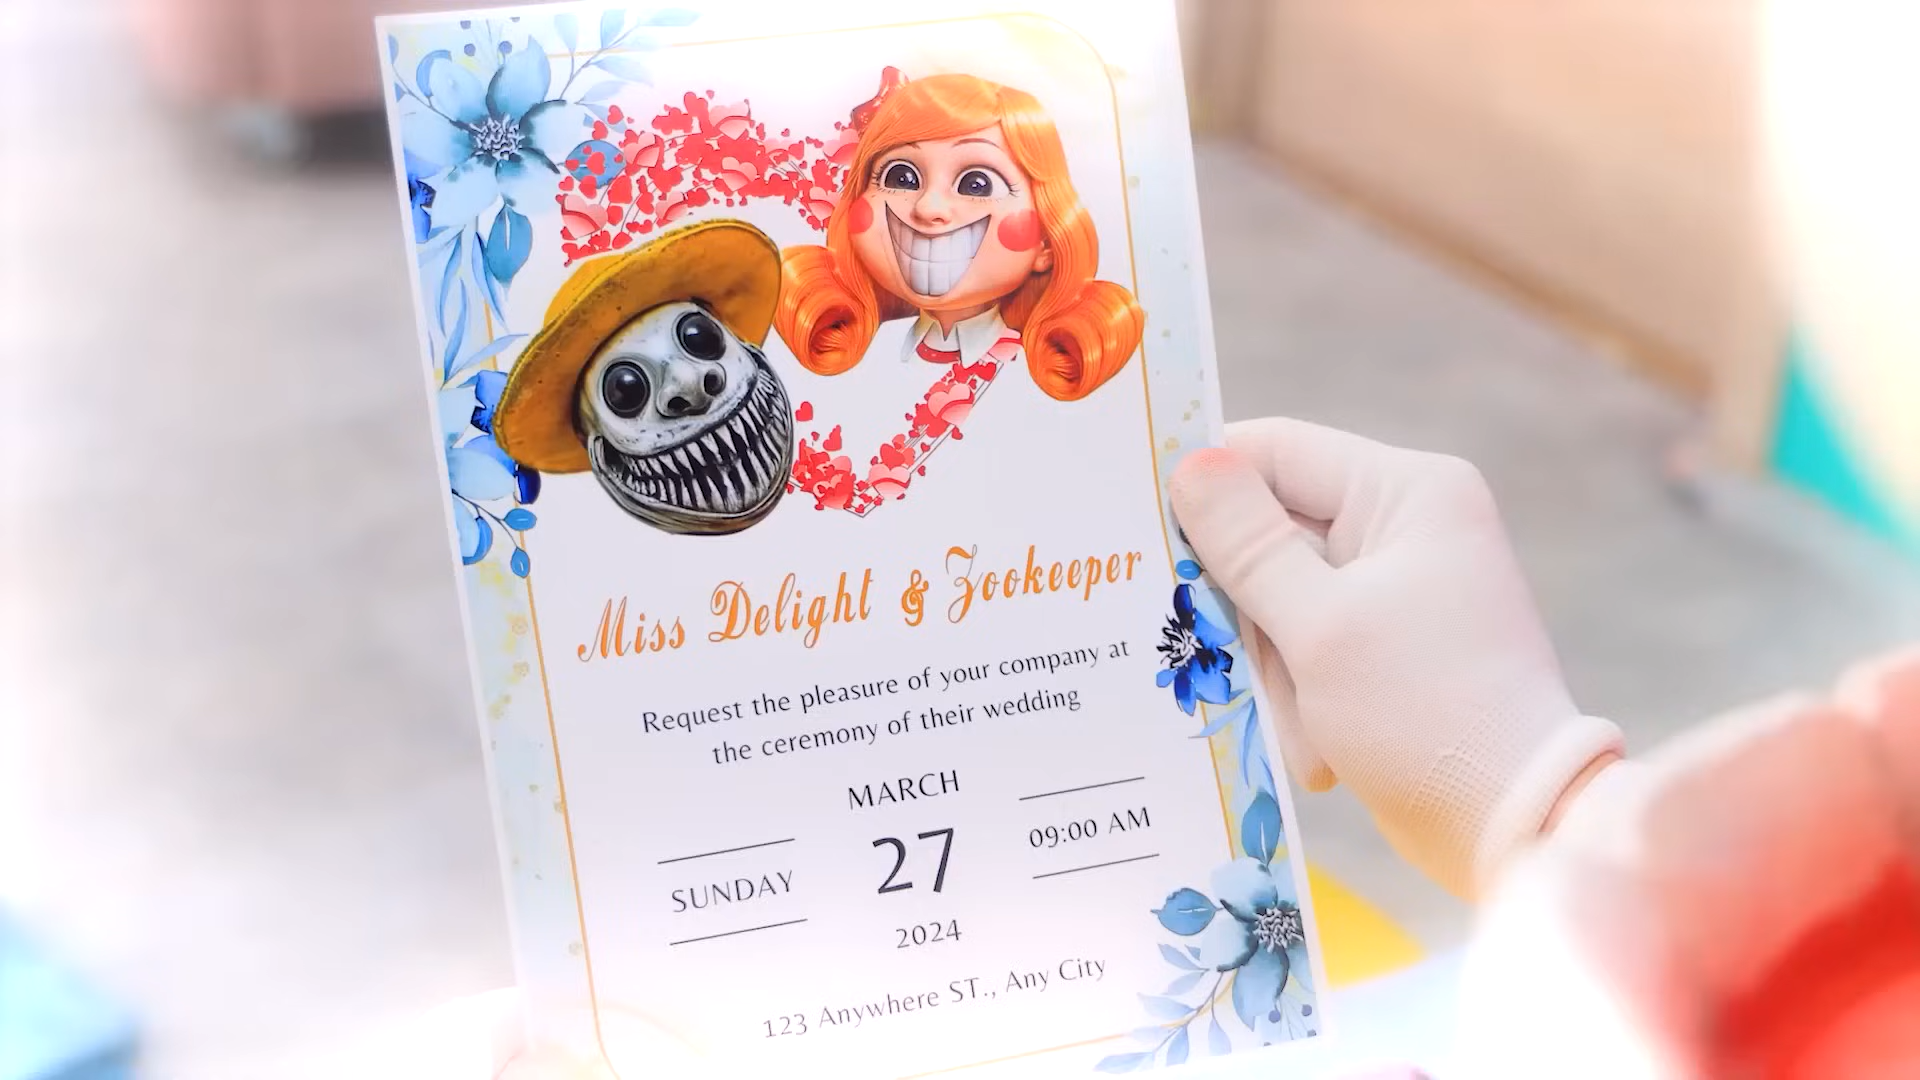 Miss Delight & Zookeeper
Request the pleasure of your company at
the ceremony of their wedding
MARCH
SUNDAY
27
09:00 AM
2024
123 Anywhere ST., Any City